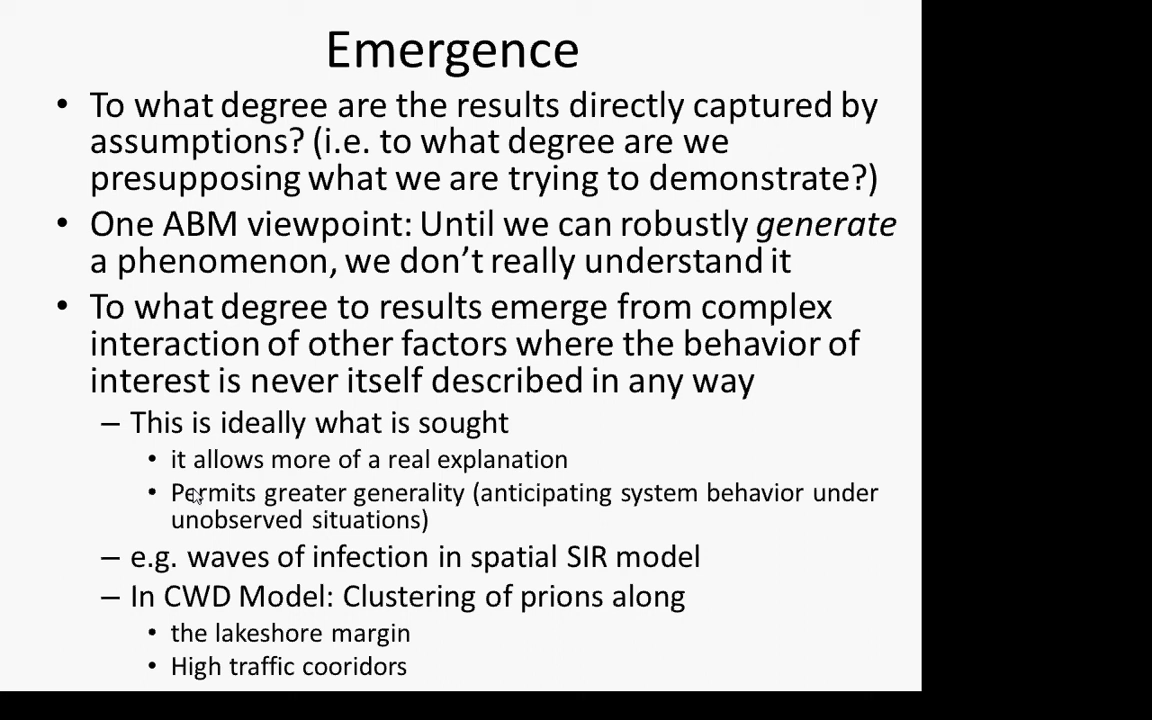 Emergence
• To what degree are the results directly captured by
assumptions? (i.e. to what degree are we
presupposing what we are trying to demonstrate?)
• One ABM viewpoint: Until we can robustly generate
a phenomenon, we don’t really understand it
• To what degree to results emerge from complex
interaction of other factors where the behavior of
interest is never itself described in any way
– This is ideally what is sought
• it allows more of a real explanation
• Permits greater generality (anticipating system behavior under
unobserved situations)
– e.g. waves of infection in spatial SIR model
– In CWD Model: Clustering of prions along
• the lakeshore margin
• High traffic cooridors